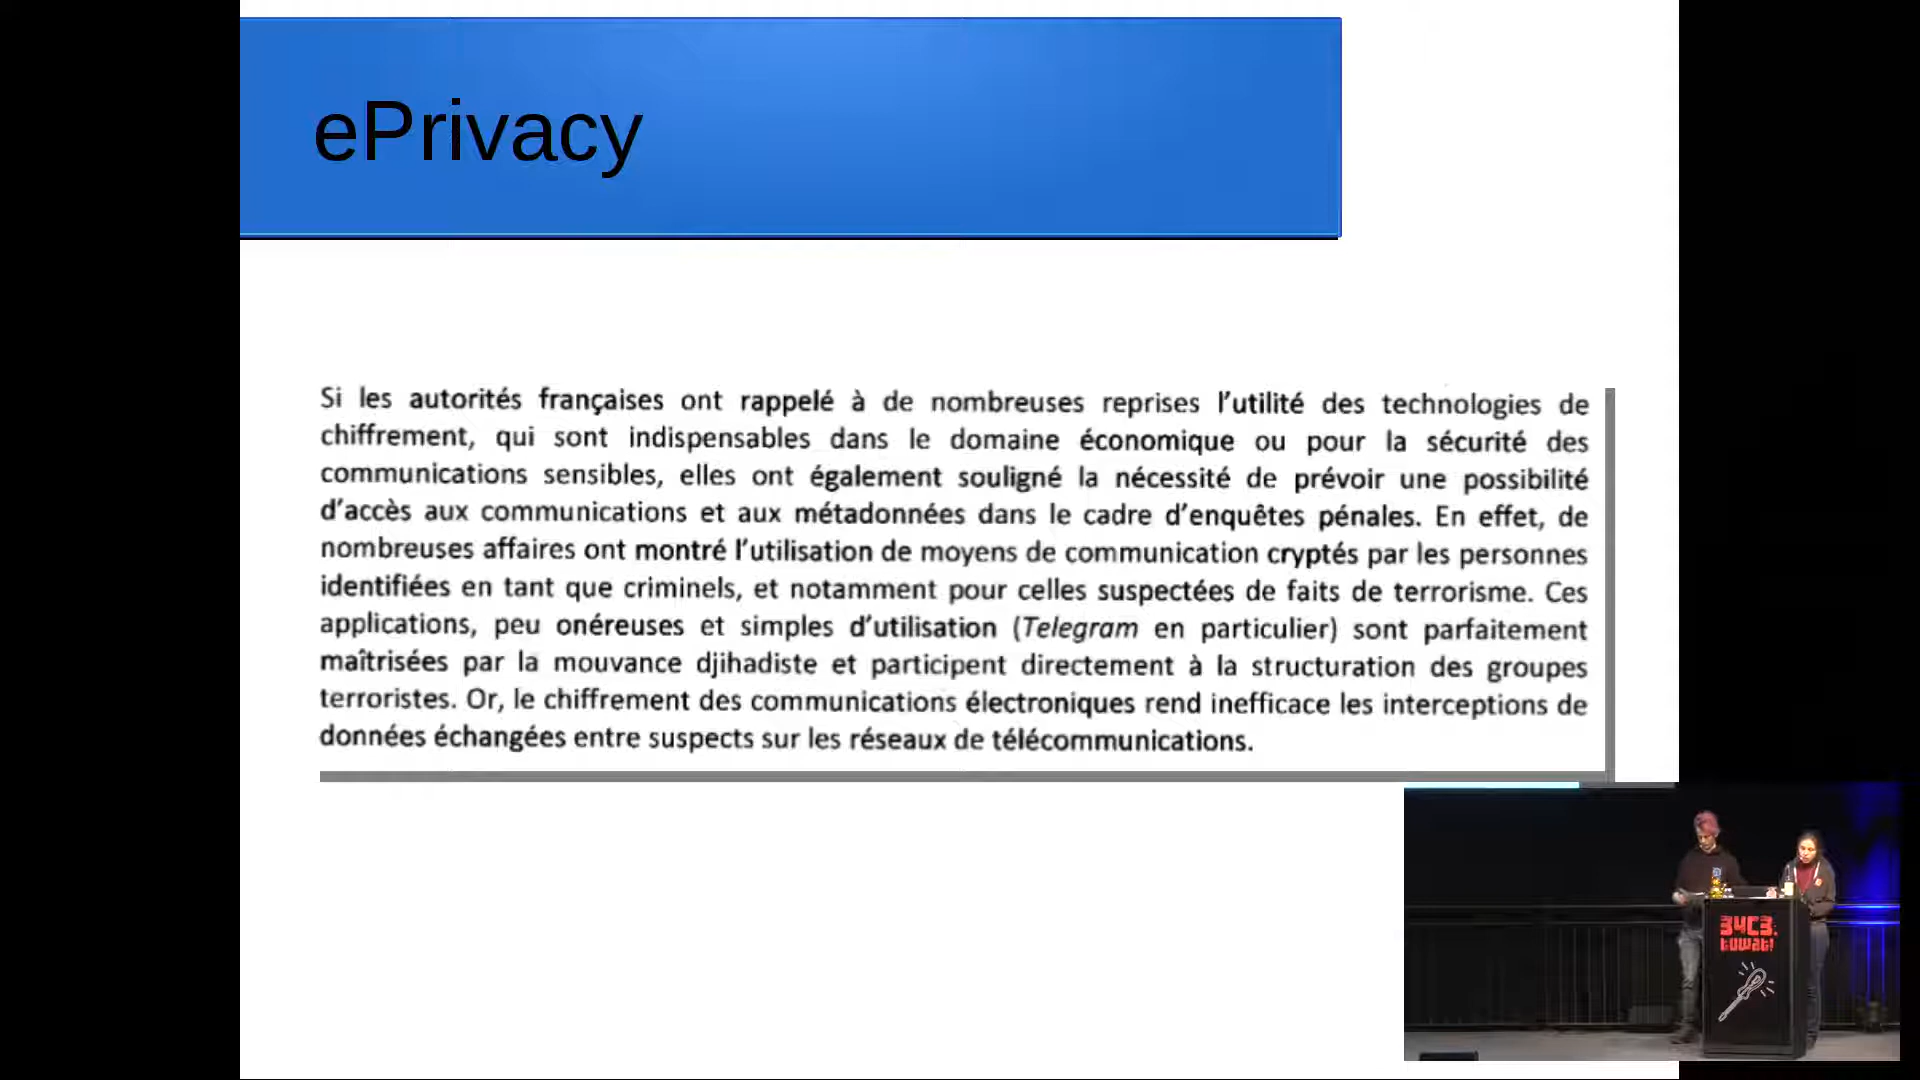 ePrivacy
Si les autorités françaises ont rappelé à de nombreuses reprises l'utilité des technologies de
chiffrement, qui sont indispensables dans le domaine économique ou pour la sécurité des
communications sensibles, elles ont également souligné la nécessité de prévoir une possibilité
d'accès aux communications et aux métadonnées dans le cadre d'enquêtes pénales. En effet, de
nombreuses affaires ont montré l'utilisation de moyens de communication cryptés par les personnes
identifiées en tant que criminels, et notamment pour celles suspectées de faits de terrorisme. Ces
applications, peu onéreuses et simples d'utilisation (Telegram en particulier) sont parfaitement
maîtrisées par la mouvance djihadiste et participent directement à la structuration des groupes
terroristes. Or, le chiffrement des communications électroniques rend inefficace les interceptions de
données échangées entre suspects sur les réseaux de télécommunications.
34C3.
tuwat!